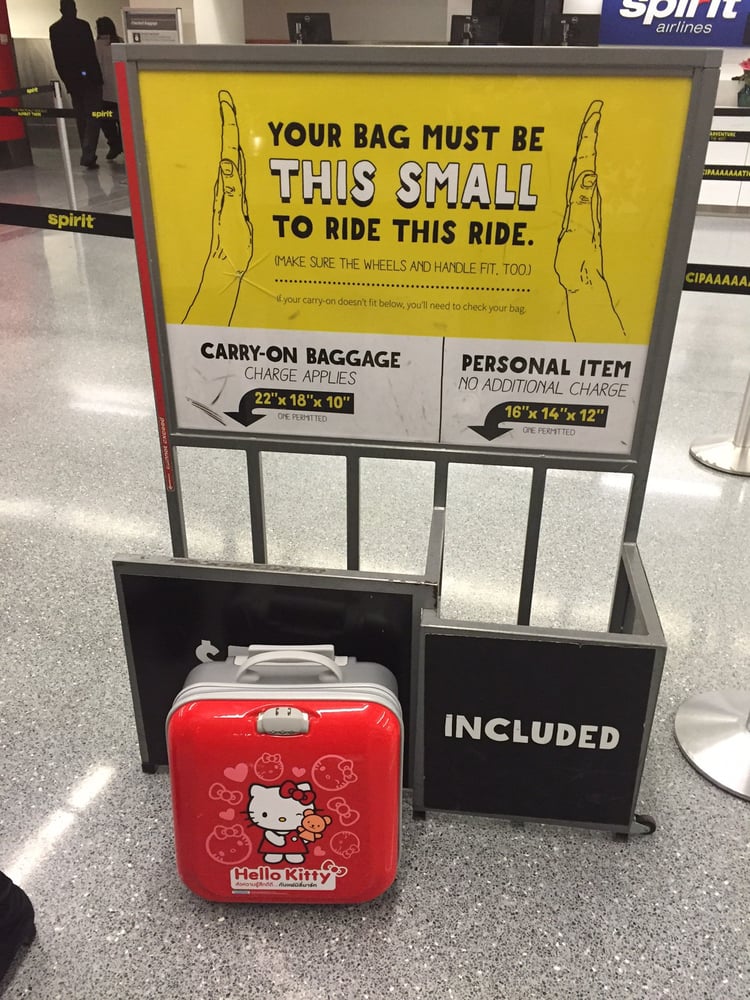 spirit
airlines
spirit
spirit
spirit
YOUR BAG MUST BE
THIS SMALL
TO RIDE THIS RIDE.
(MAKE SURE THE WHEELS AND HANDLE FIT, TOO.)
If your carry-on doesn't fit below, you'll need to check your bag.
CARRY-ON BAGGAGE
CHARGE APPLIES
22"x 18"x 10"
ONE PERMITTED
PERSONAL ITEM
NO ADDITIONAL CHARGE
16"x 14"x 12"
ONE PERMITTED
CIPAAAAAATI
CIPAAAAA
$
INCLUDED
Hello Kitty